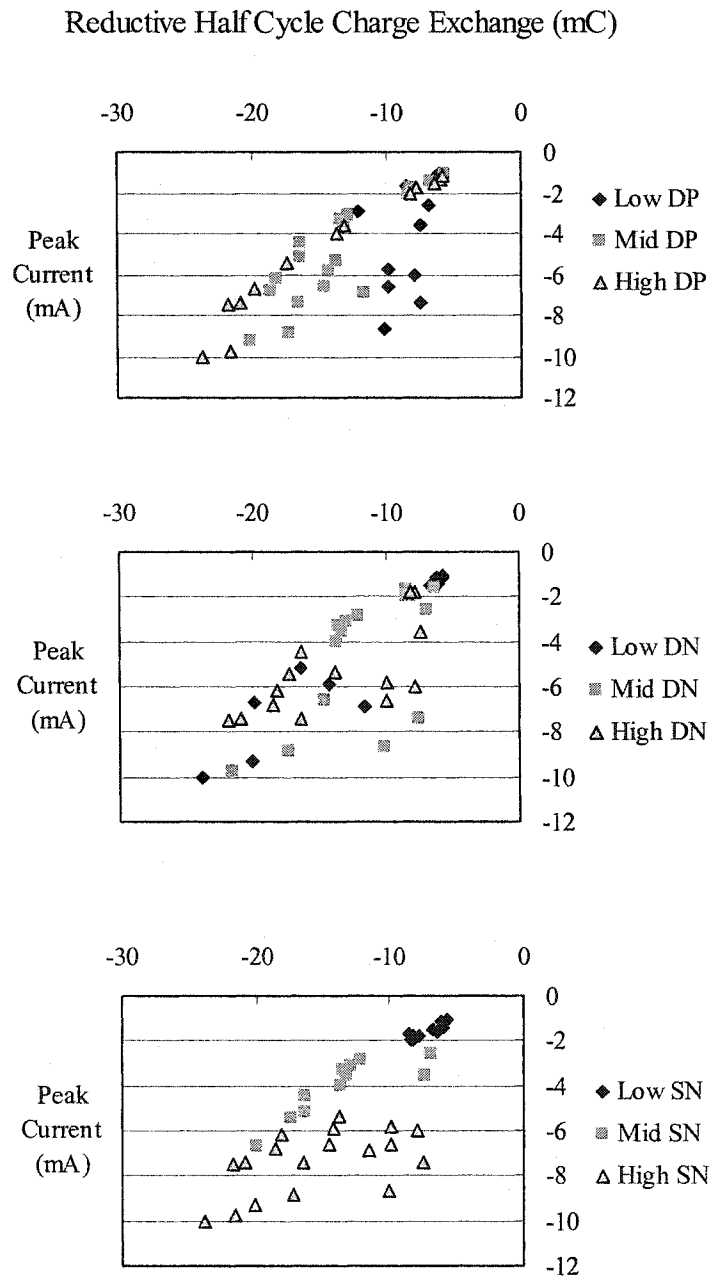 Reductive Half Cycle Charge Exchange (mC)
-30 -20 -10 0
0
-2
-4
-6
-8
-10
-12
Peak
Current
(mA)
Low DP
Mid DP
High DP
-30 -20 -10 0
0
-2
-4
-6
-8
-10
-12
Peak
Current
(mA)
Low DN
Mid DN
High DN
-30 -20 -10 0
0
-2
-4
-6
-8
-10
-12
Peak
Current
(mA)
Low SN
Mid SN
High SN